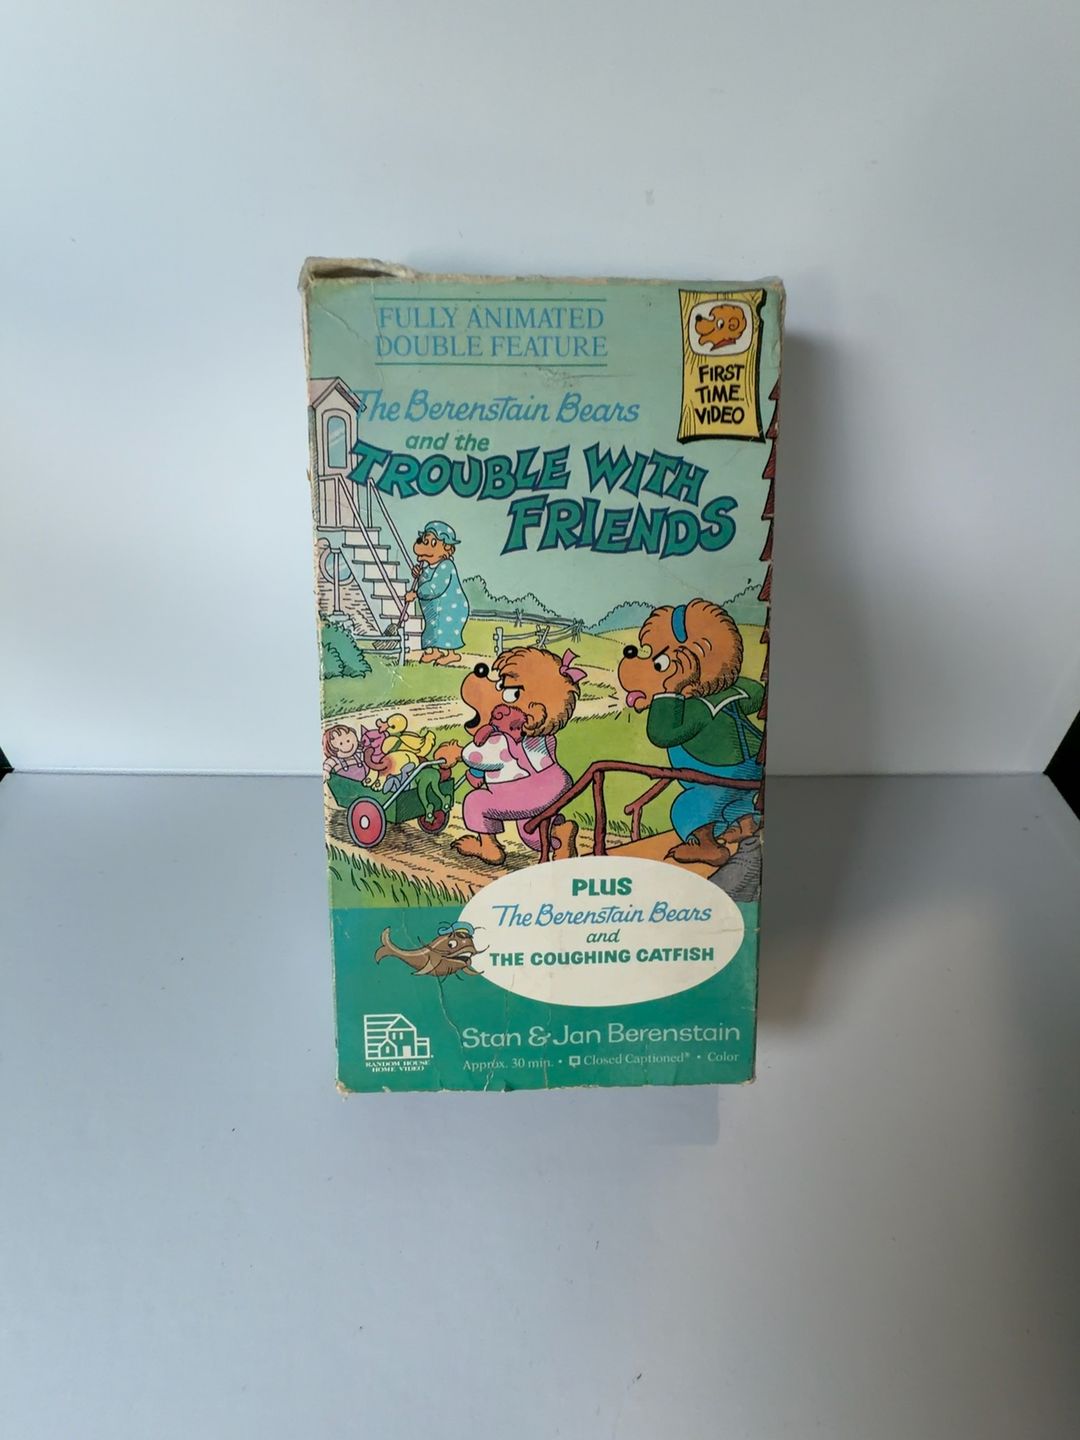 FULLY ANIMATED
DOUBLE FEATURE
FIRST
TIME
VIDEO
The Berenstain Bears
and the
TROUBLE WITH
FRIENDS
PLUS
The Berenstain Bears
and
THE COUGHING CATFISH
RANDOM HOUSE
HOME VIDEO
Stan & Jan Berenstain
Approx. 30 min. • Closed Captioned® • Color